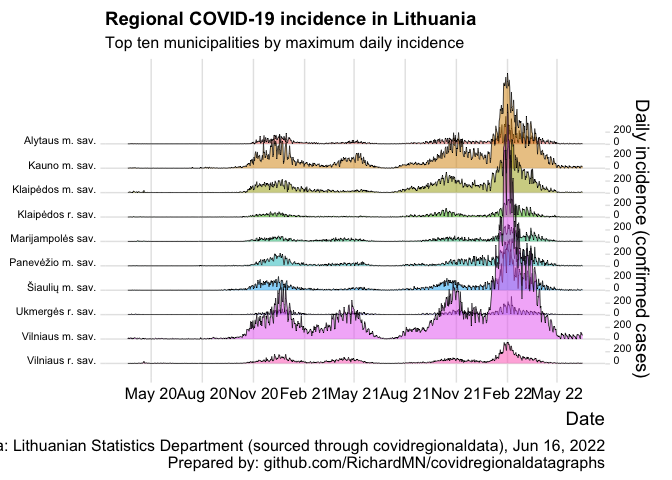 Regional COVID-19 incidence in Lithuania
Top ten municipalities by maximum daily incidence
Alytaus m. sav.
Kauno m. sav.
Klaipėdos m. sav.
Klaipėdos r. sav.
Marijampolės sav.
Panevėžio m. sav.
Šiaulių m. sav.
Ukmergės r. sav.
Vilniaus m. sav.
Vilniaus r. sav.
200
0
200
0
200
0
200
0
200
0
200
0
200
0
200
0
200
0
200
0
Daily incidence (confirmed cases)
May 20 Aug 20 Nov 20 Feb 21 May 21 Aug 21 Nov 21 Feb 22 May 22
Date
a: Lithuanian Statistics Department (sourced through covidregionaldata), Jun 16, 2022
Prepared by: github.com/RichardMN/covidregionaldatagraphs